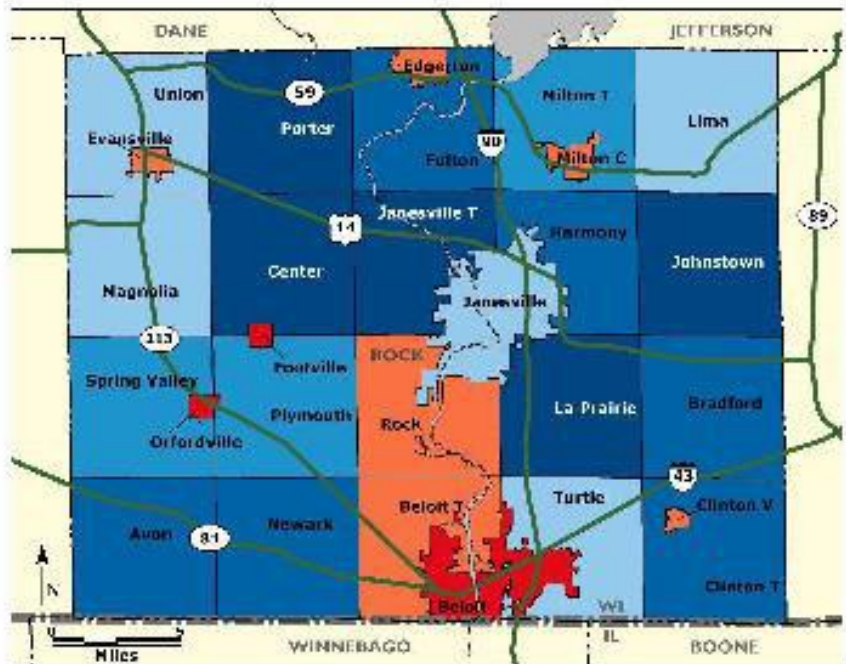 DANE
JEFFERSON
Edgerton
Union
59
Milton T
Porter
Lima
Evansville
90
Milton C
Fulton
Janesville T
89
14
Harmony
Center
Johnstown
Magnolia
Janesville
213
ROCK
Footville
Spring Valley
La Prairie
Bradford
Plymouth
Rock
Orfordville
43
Beloit T
Turtle
Clinton V
Avon
Newark
81
N
Clinton T
Beloit
WI
IL
0 5
Miles
WINNEBAGO
BOONE